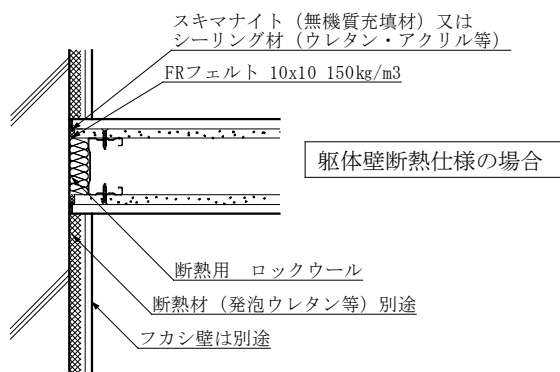 スキマナイト（無機質充填材）又は
シーリング材（ウレタン・アクリル等）
FRフェルト 10x10 150kg/m3
躯体壁断熱仕様の場合
断熱用　ロックウール
断熱材（発泡ウレタン等）別途
フカシ壁は別途